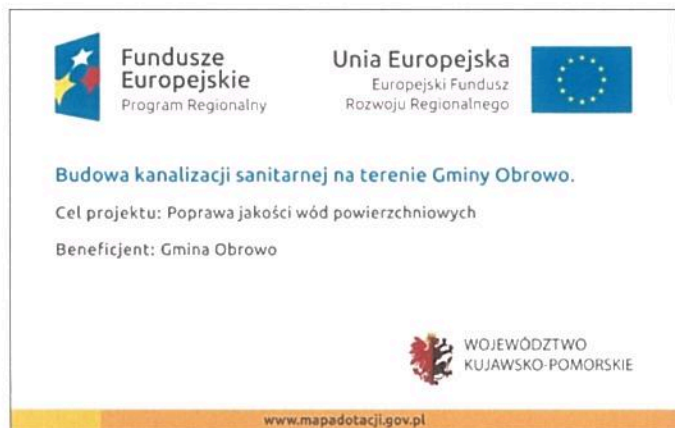 Fundusze
Europejskie
Program Regionalny
Unia Europejska
Europejski Fundusz
Rozwoju Regionalnego
Budowa kanalizacji sanitarnej na terenie Gminy Obrowo.
Cel projektu: Poprawa jakości wód powierzchniowych
Beneficjent: Gmina Obrowo
WOJEWÓDZTWO
KUJAWSKO-POMORSKIE
www.mapadotacji.gov.pl